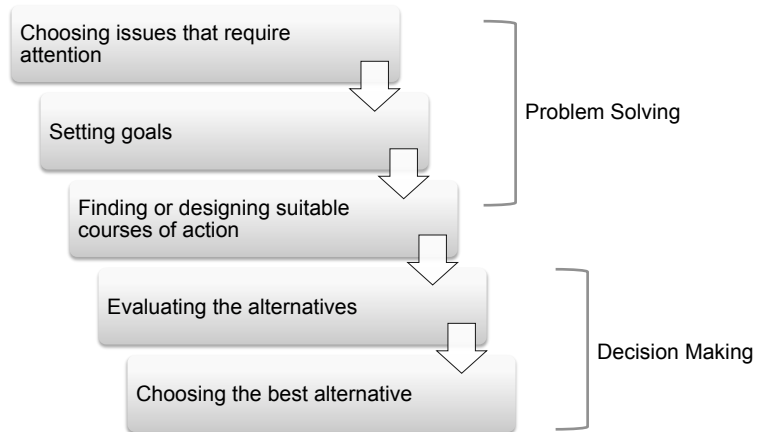 Choosing issues that require
attention
Setting goals
Problem Solving
Finding or designing suitable
courses of action
Evaluating the alternatives
Decision Making
Choosing the best alternative